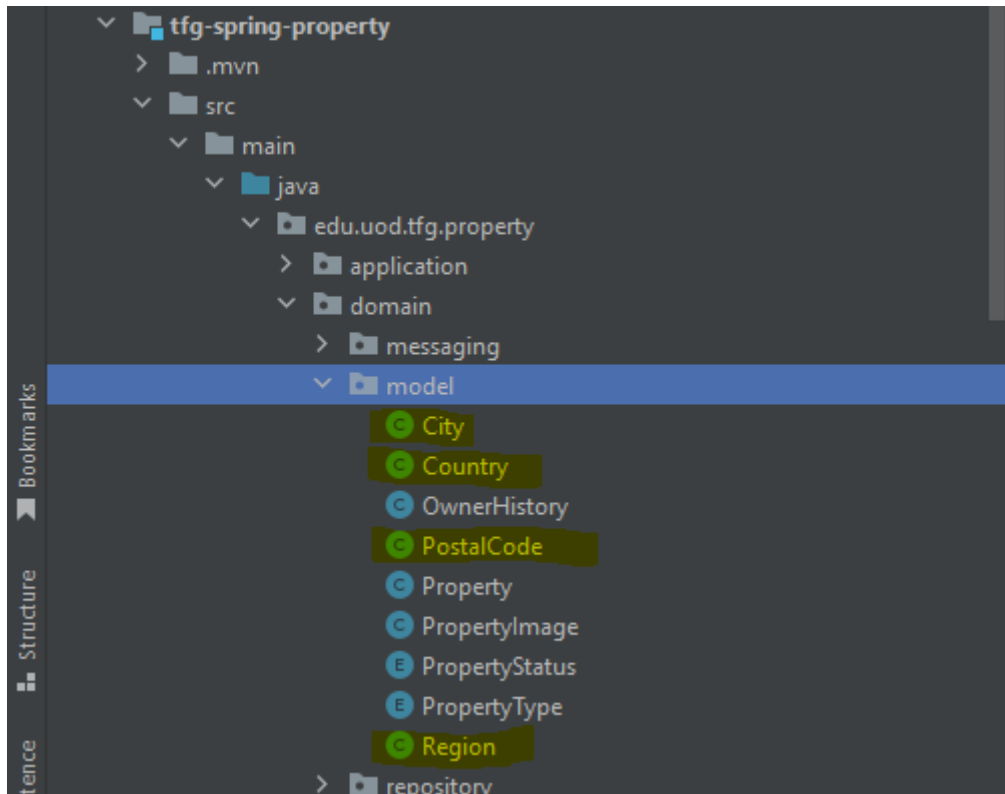 tfg-spring-property
.mvn
src
main
java
edu.uod.tfg.property
application
domain
messaging
model
City
Country
OwnerHistory
PostalCode
Property
PropertyImage
PropertyStatus
PropertyType
Region
repository
Bookmarks
Structure
tence